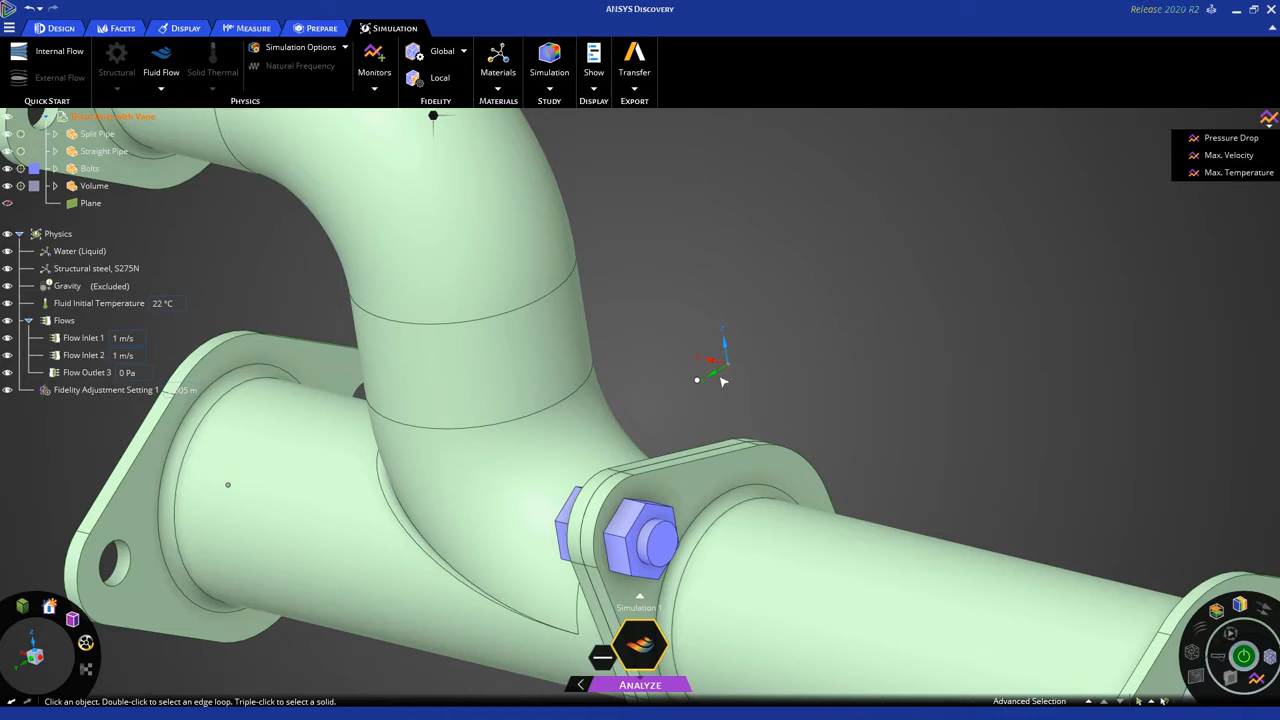 ANSYS Discovery
Release 2020 R2
DESIGN
FACETS
DISPLAY
MEASURE
PREPARE
SIMULATION
Internal Flow
External Flow
QUICK START
Structural
Fluid Flow
Solid Thermal
Simulation Options
Natural Frequency
PHYSICS
Monitors
Global
Local
FIDELITY
Materials
MATERIALS
Simulation
STUDY
Show
DISPLAY
Transfer
EXPORT
with Vane
Split Pipe
Straight Pipe
Bolts
Volume
Plane
Physics
Water (Liquid)
Structural steel, S275N
Gravity (Excluded)
Fluid Initial Temperature 22 °C
Flows
Flow Inlet 1 1 m/s
Flow Inlet 2 1 m/s
Flow Outlet 3 0 Pa
Fidelity Adjustment Setting 1
Pressure Drop
Max. Velocity
Max. Temperature
Z
Simulation 1
ANALYZE
Z
Y
Click an object. Double-click to select an edge loop. Triple-click to select a solid.
Advanced Selection